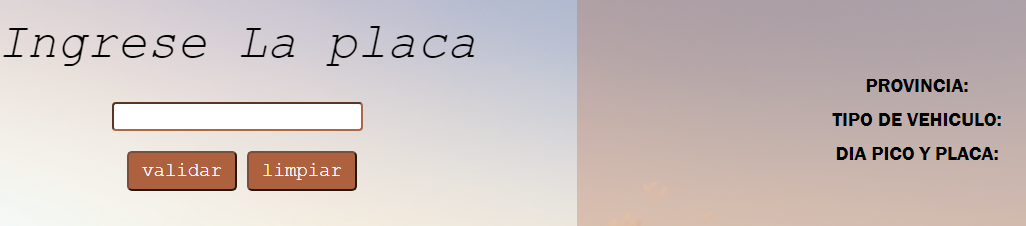 Ingrese La placa
validar
limpiar
PROVINCIA:
TIPO DE VEHICULO:
DIA PICO Y PLACA: